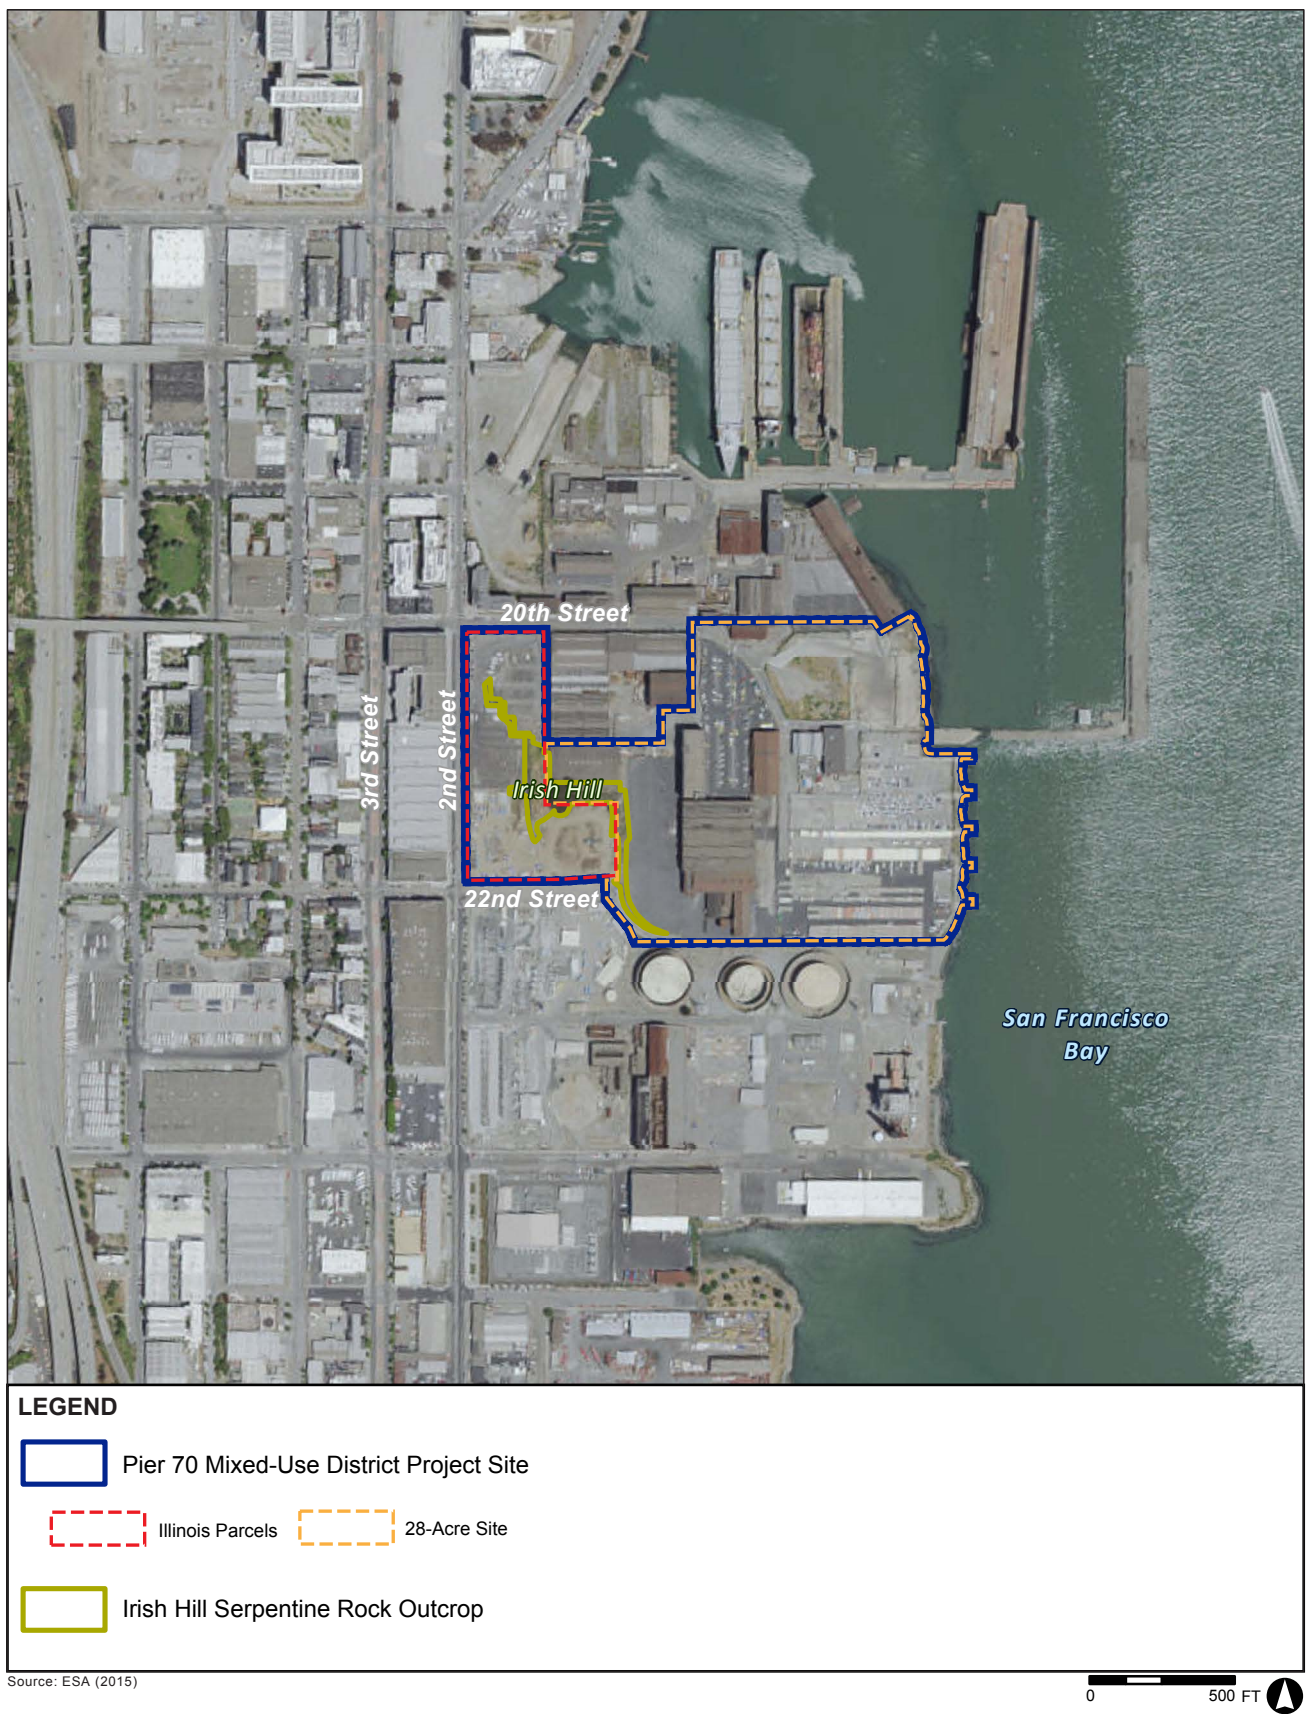 20th Street
3rd Street
2nd Street
Irish Hill
22nd Street
San Francisco
Bay
LEGEND
Pier 70 Mixed-Use District Project Site
Illinois Parcels
28-Acre Site
Irish Hill Serpentine Rock Outcrop
Source: ESA (2015)
0
500 FT